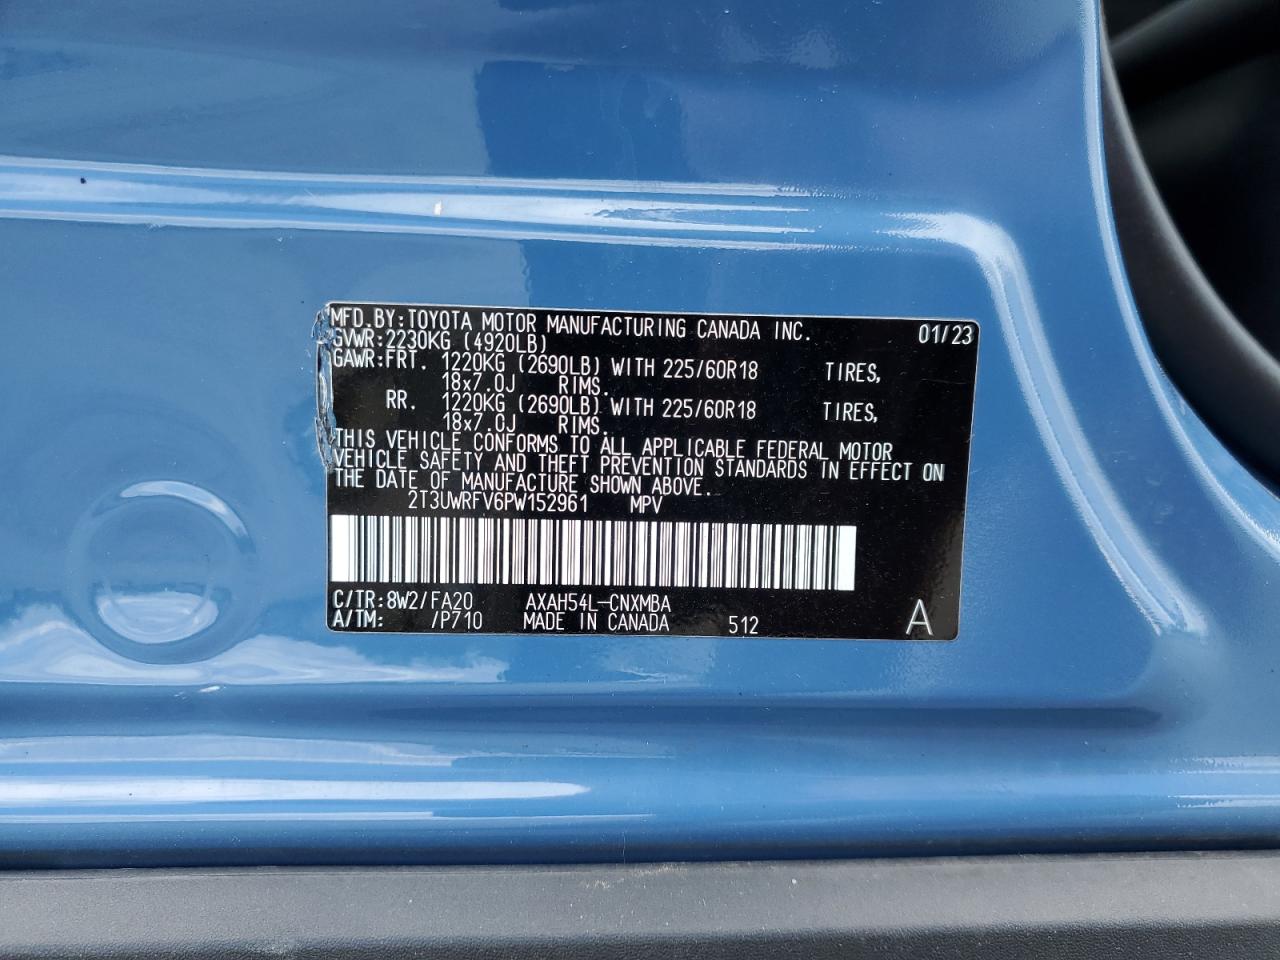 MFD.BY:TOYOTA MOTOR MANUFACTURING CANADA INC. 01/23
GVWR:2230KG (4920LB)
GAWR:FRT. 1220KG (2690LB) WITH 225/60R18 TIRES,
18x7.0J RIMS.
RR. 1220KG (2690LB) WITH 225/60R18 TIRES,
18x7.0J RIMS.
THIS VEHICLE CONFORMS TO ALL APPLICABLE FEDERAL MOTOR
VEHICLE SAFETY AND THEFT PREVENTION STANDARDS IN EFFECT ON
THE DATE OF MANUFACTURE SHOWN ABOVE.
2T3UWRFV6PW152961 MPV
C/TR:8W2/FA20 AXAH54L-CNXMBA
A/TM: /P710 MADE IN CANADA 512 A